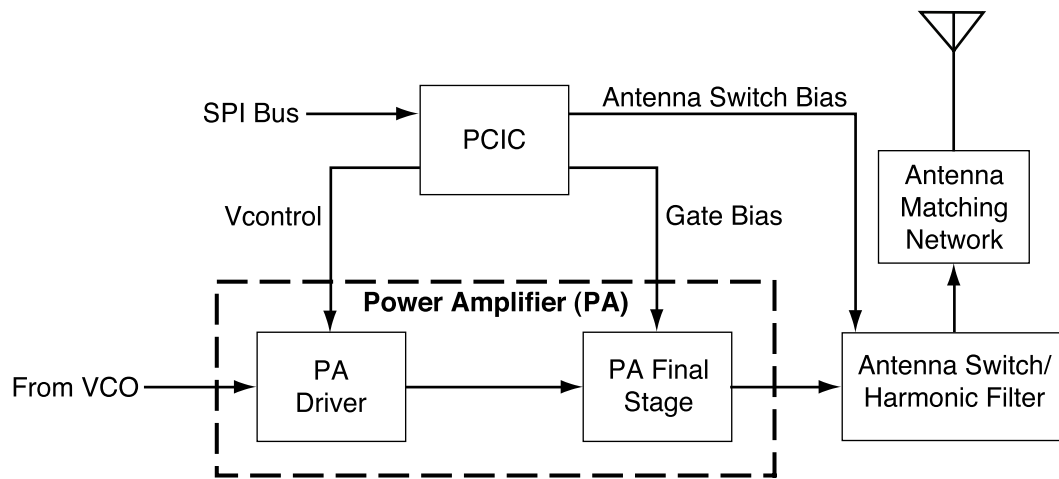 Antenna Switch Bias
SPI Bus
PCIC
Antenna
Matching
Network
Vcontrol
Gate Bias
Power Amplifier (PA)
From VCO
PA
Driver
PA Final
Stage
Antenna Switch/
Harmonic Filter